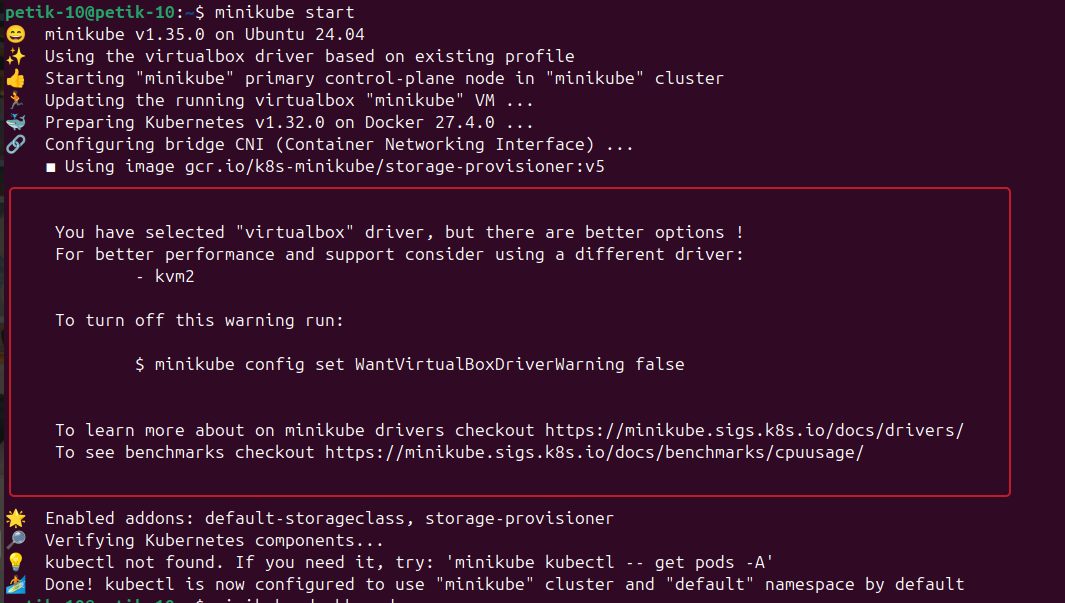 petik-10@petik-10:~$ minikube start
😄 minikube v1.35.0 on Ubuntu 24.04
✨ Using the virtualbox driver based on existing profile
👍 Starting "minikube" primary control-plane node in "minikube" cluster
🏃 Updating the running virtualbox "minikube" VM ...
🐳 Preparing Kubernetes v1.32.0 on Docker 27.4.0 ...
🔗 Configuring bridge CNI (Container Networking Interface) ...
■ Using image gcr.io/k8s-minikube/storage-provisioner:v5
You have selected "virtualbox" driver, but there are better options !
For better performance and support consider using a different driver:
- kvm2
To turn off this warning run:
$ minikube config set WantVirtualBoxDriverWarning false
To learn more about on minikube drivers checkout https://minikube.sigs.k8s.io/docs/drivers/
To see benchmarks checkout https://minikube.sigs.k8s.io/docs/benchmarks/cpuusage/
🌟 Enabled addons: default-storageclass, storage-provisioner
🔎 Verifying Kubernetes components...
💡 kubectl not found. If you need it, try: 'minikube kubectl -- get pods -A'
🏄 Done! kubectl is now configured to use "minikube" cluster and "default" namespace by default